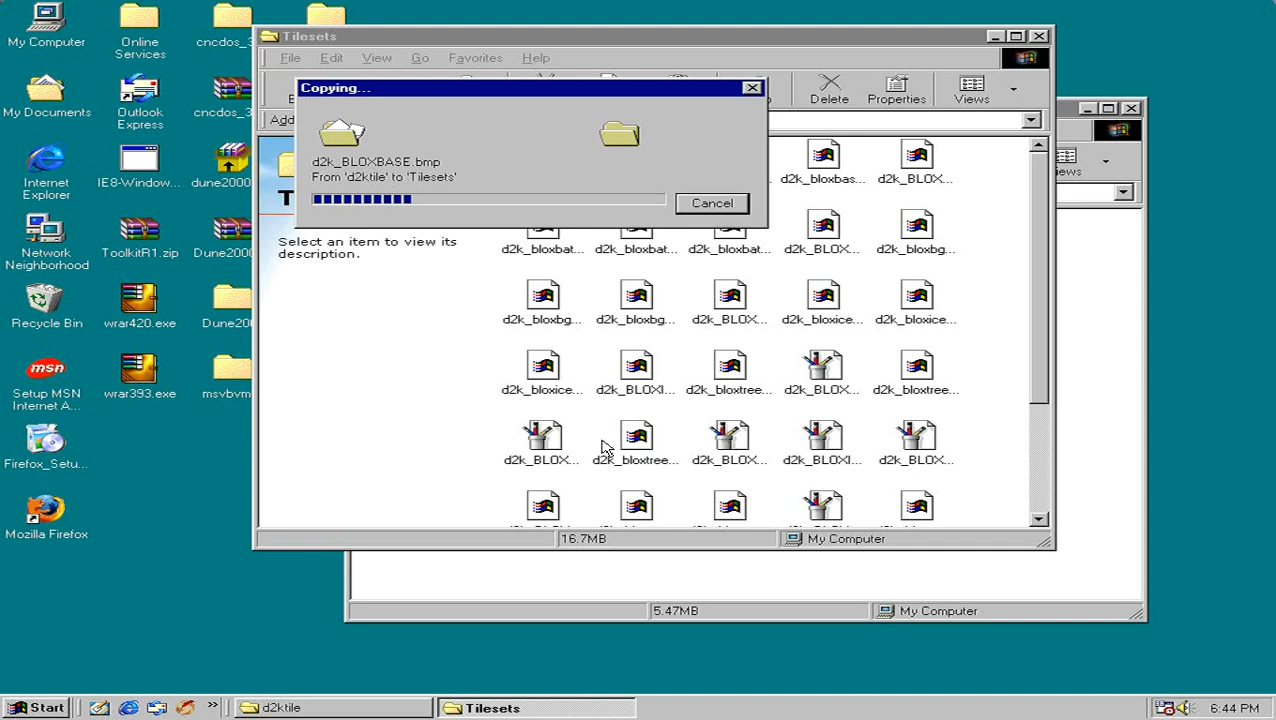 My Computer
Online Services
cncdos_3
My Documents
Outlook Express
cncdos_3
Internet Explorer
IE8-Window...
dune2000
Network Neighborhood
ToolkitR1.zip
Dune200
Recycle Bin
wrar420.exe
Dune200
Setup MSN Internet A...
wrar393.exe
msvbvm
Firefox_Setu...
Mozilla Firefox
Tilesets
File Edit View Go Favorites Help
Delete Properties Views
Add
Copying...
d2k_BLOXBASE.bmp
From 'd2ktile' to 'Tilesets'
Cancel
Select an item to view its
description.
d2k_bloxbas... d2k_BLOX...
d2k_bloxbat... d2k_bloxbat... d2k_bloxbat... d2k_BLOX... d2k_bloxbg...
d2k_bloxbg... d2k_bloxbg... d2k_BLOX... d2k_bloxice... d2k_bloxice...
d2k_bloxice... d2k_BLOXI... d2k_bloxtree... d2k_BLOX... d2k_bloxtree...
d2k_BLOX... d2k_bloxtree... d2k_BLOX... d2k_BLOXI... d2k_BLOX...
16.7MB My Computer
5.47MB My Computer
Start » d2ktile Tilesets 6:44 PM